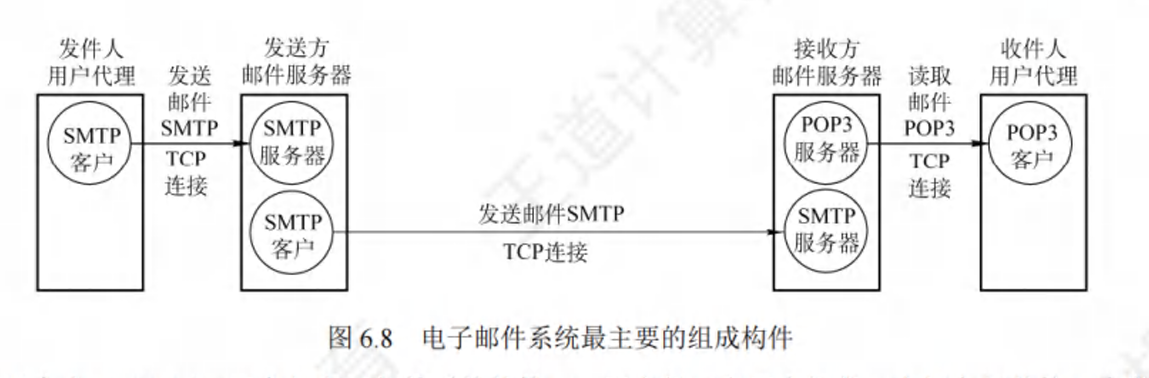 发件人
用户代理
发送
邮件
SMTP
TCP
连接
SMTP
客户
发送方
邮件服务器
SMTP
服务器
SMTP
客户
发送邮件SMTP
TCP连接
接收方
邮件服务器
POP3
服务器
SMTP
服务器
读取
邮件
POP3
TCP
连接
收件人
用户代理
POP3
客户
图 6.8 电子邮件系统最主要的组成构件
王道计算